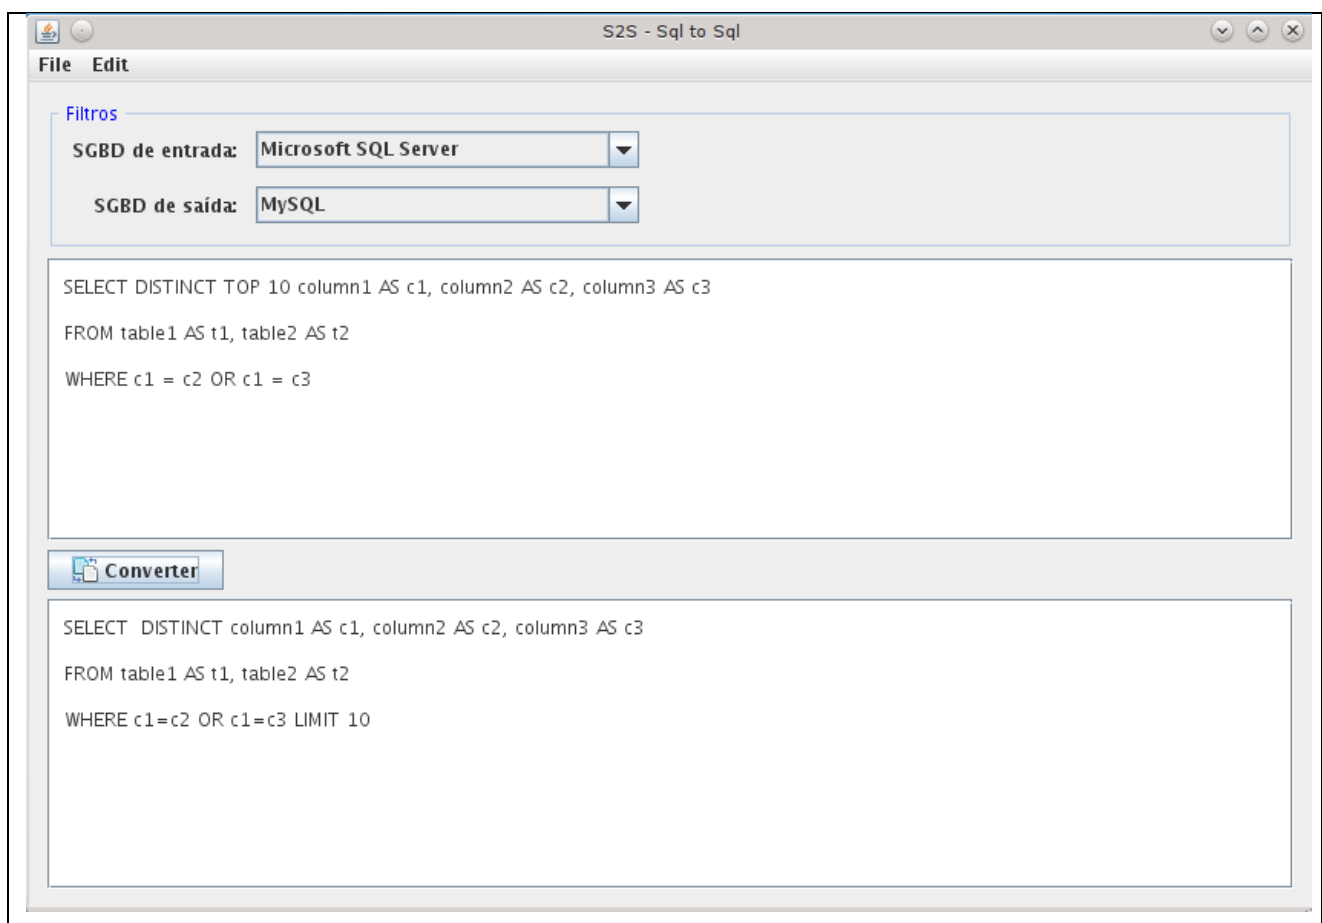 S2S - Sql to Sql
File Edit
Filtros
SGBD de entrada: Microsoft SQL Server
SGBD de saída: MySQL
SELECT DISTINCT TOP 10 column1 AS c1, column2 AS c2, column3 AS c3
FROM table1 AS t1, table2 AS t2
WHERE c1 = c2 OR c1 = c3
Converter
SELECT  DISTINCT column1 AS c1, column2 AS c2, column3 AS c3
FROM table1 AS t1, table2 AS t2
WHERE c1=c2 OR c1=c3 LIMIT 10